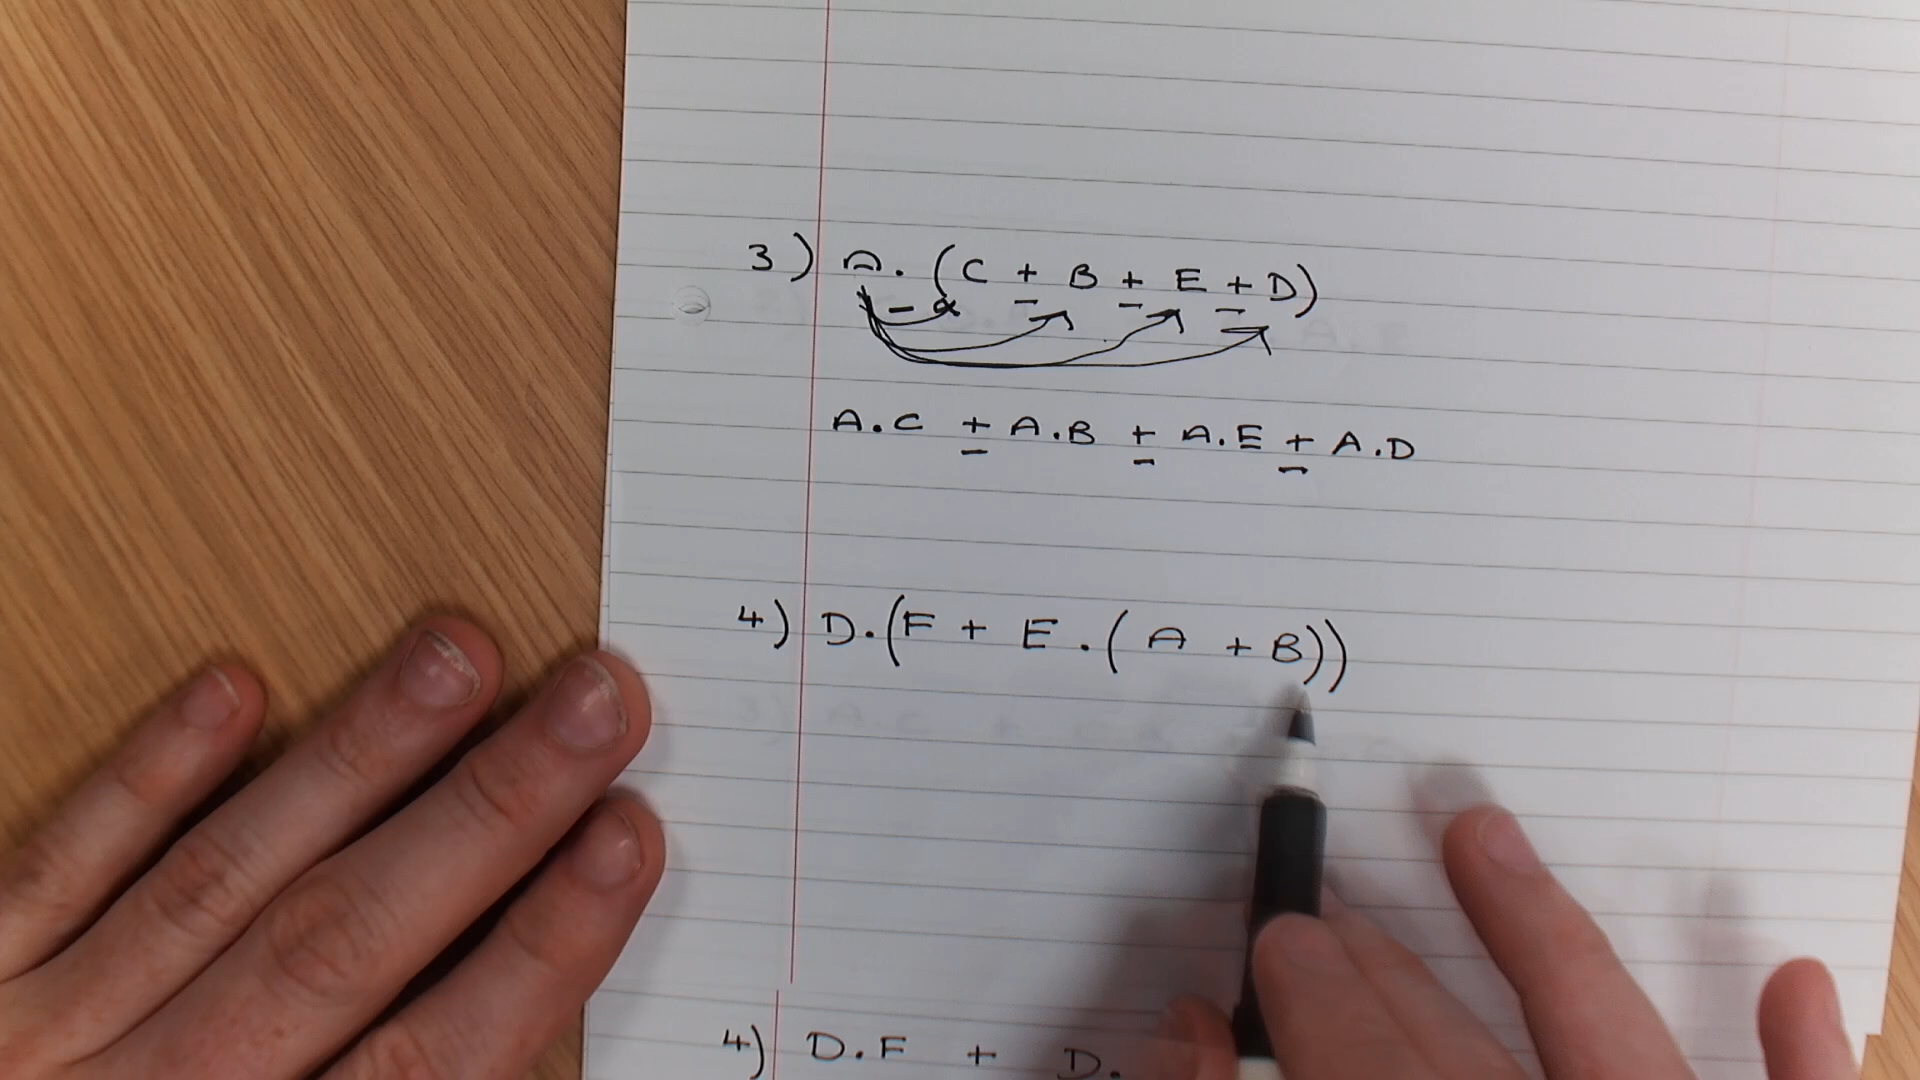 3) A. (C + B + E + D)
A.C + A.B + A.E + A.D
4) D.(F + E.(A + B))
4) D.F + D.